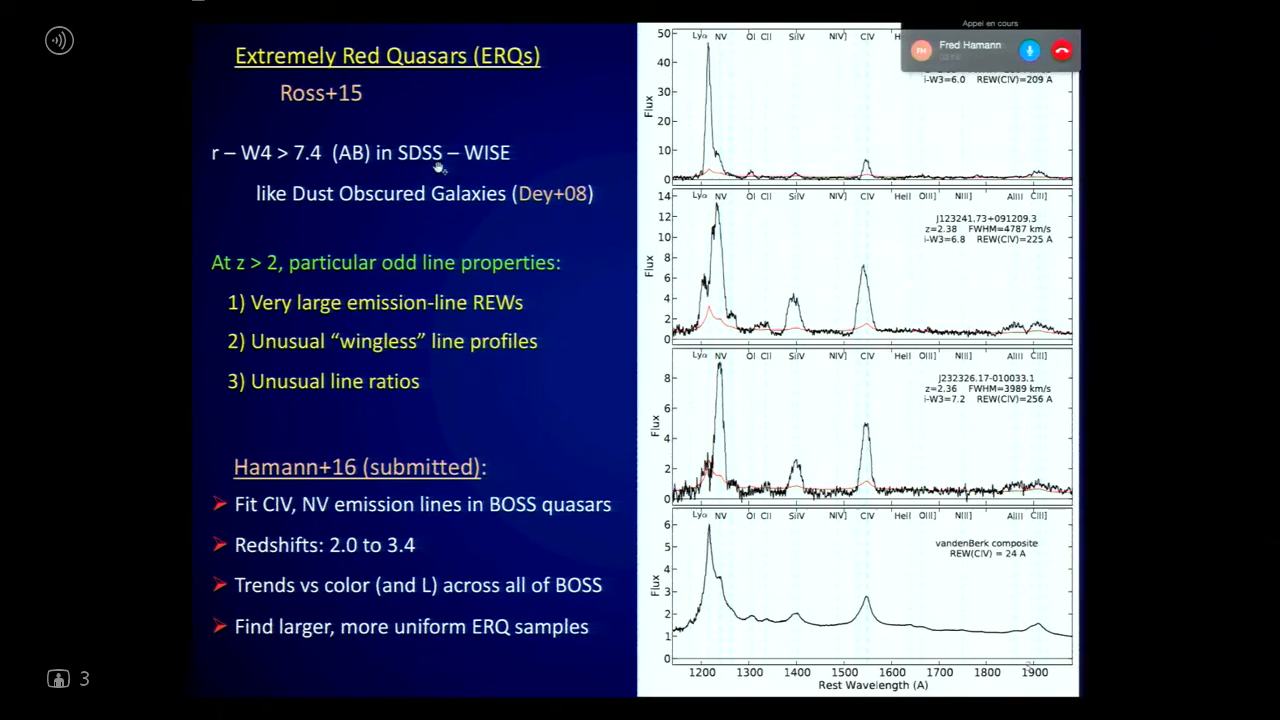 Extremely Red Quasars (ERQs)
Ross+15
r – W4 > 7.4 (AB) in SDSS – WISE
like Dust Obscured Galaxies (Dey+08)
At z > 2, particular odd line properties:
1) Very large emission-line REWs
2) Unusual “wingless” line profiles
3) Unusual line ratios
Hamann+16 (submitted):
Fit CIV, NV emission lines in BOSS quasars
Redshifts: 2.0 to 3.4
Trends vs color (and L) across all of BOSS
Find larger, more uniform ERQ samples
3
Appel en cours
FM
Fred Hamann
Lyα NV OI CII SiIV NIV] CIV
i-W3=6.0 REW(CIV)=209 A
50
40
30
20
10
0
Flux
Lyα NV OI CII SiIV NIV] CIV HeII OIII] NIII] AlIII CIII]
J123241.73+091209.3
z=2.38 FWHM=4787 km/s
i-W3=6.8 REW(CIV)=225 A
14
12
10
8
6
4
2
0
Flux
Lyα NV OI CII SiIV NIV] CIV HeII OIII] NIII] AlIII CIII]
J232326.17-010033.1
z=2.36 FWHM=3989 km/s
i-W3=7.2 REW(CIV)=256 A
8
6
4
2
0
Flux
Lyα NV OI CII SiIV NIV] CIV HeII OIII] NIII] AlIII CIII]
vandenBerk composite
REW(CIV) = 24 A
6
5
4
3
2
1
0
Flux
1200 1300 1400 1500 1600 1700 1800 1900
Rest Wavelength (A)